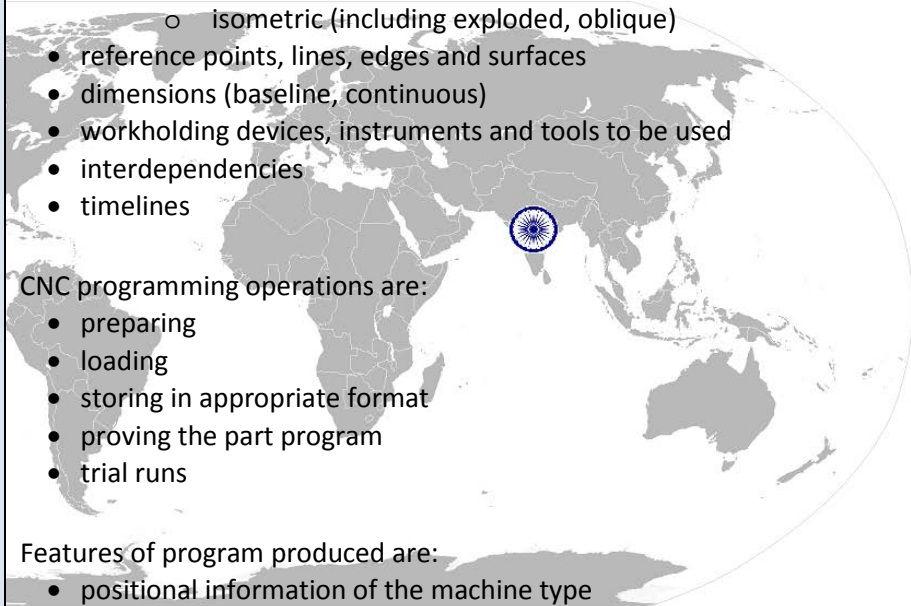 o isometric (including exploded, oblique)
• reference points, lines, edges and surfaces
• dimensions (baseline, continuous)
• workholding devices, instruments and tools to be used
• interdependencies
• timelines
CNC programming operations are:
• preparing
• loading
• storing in appropriate format
• proving the part program
• trial runs
Features of program produced are:
• positional information of the machine type